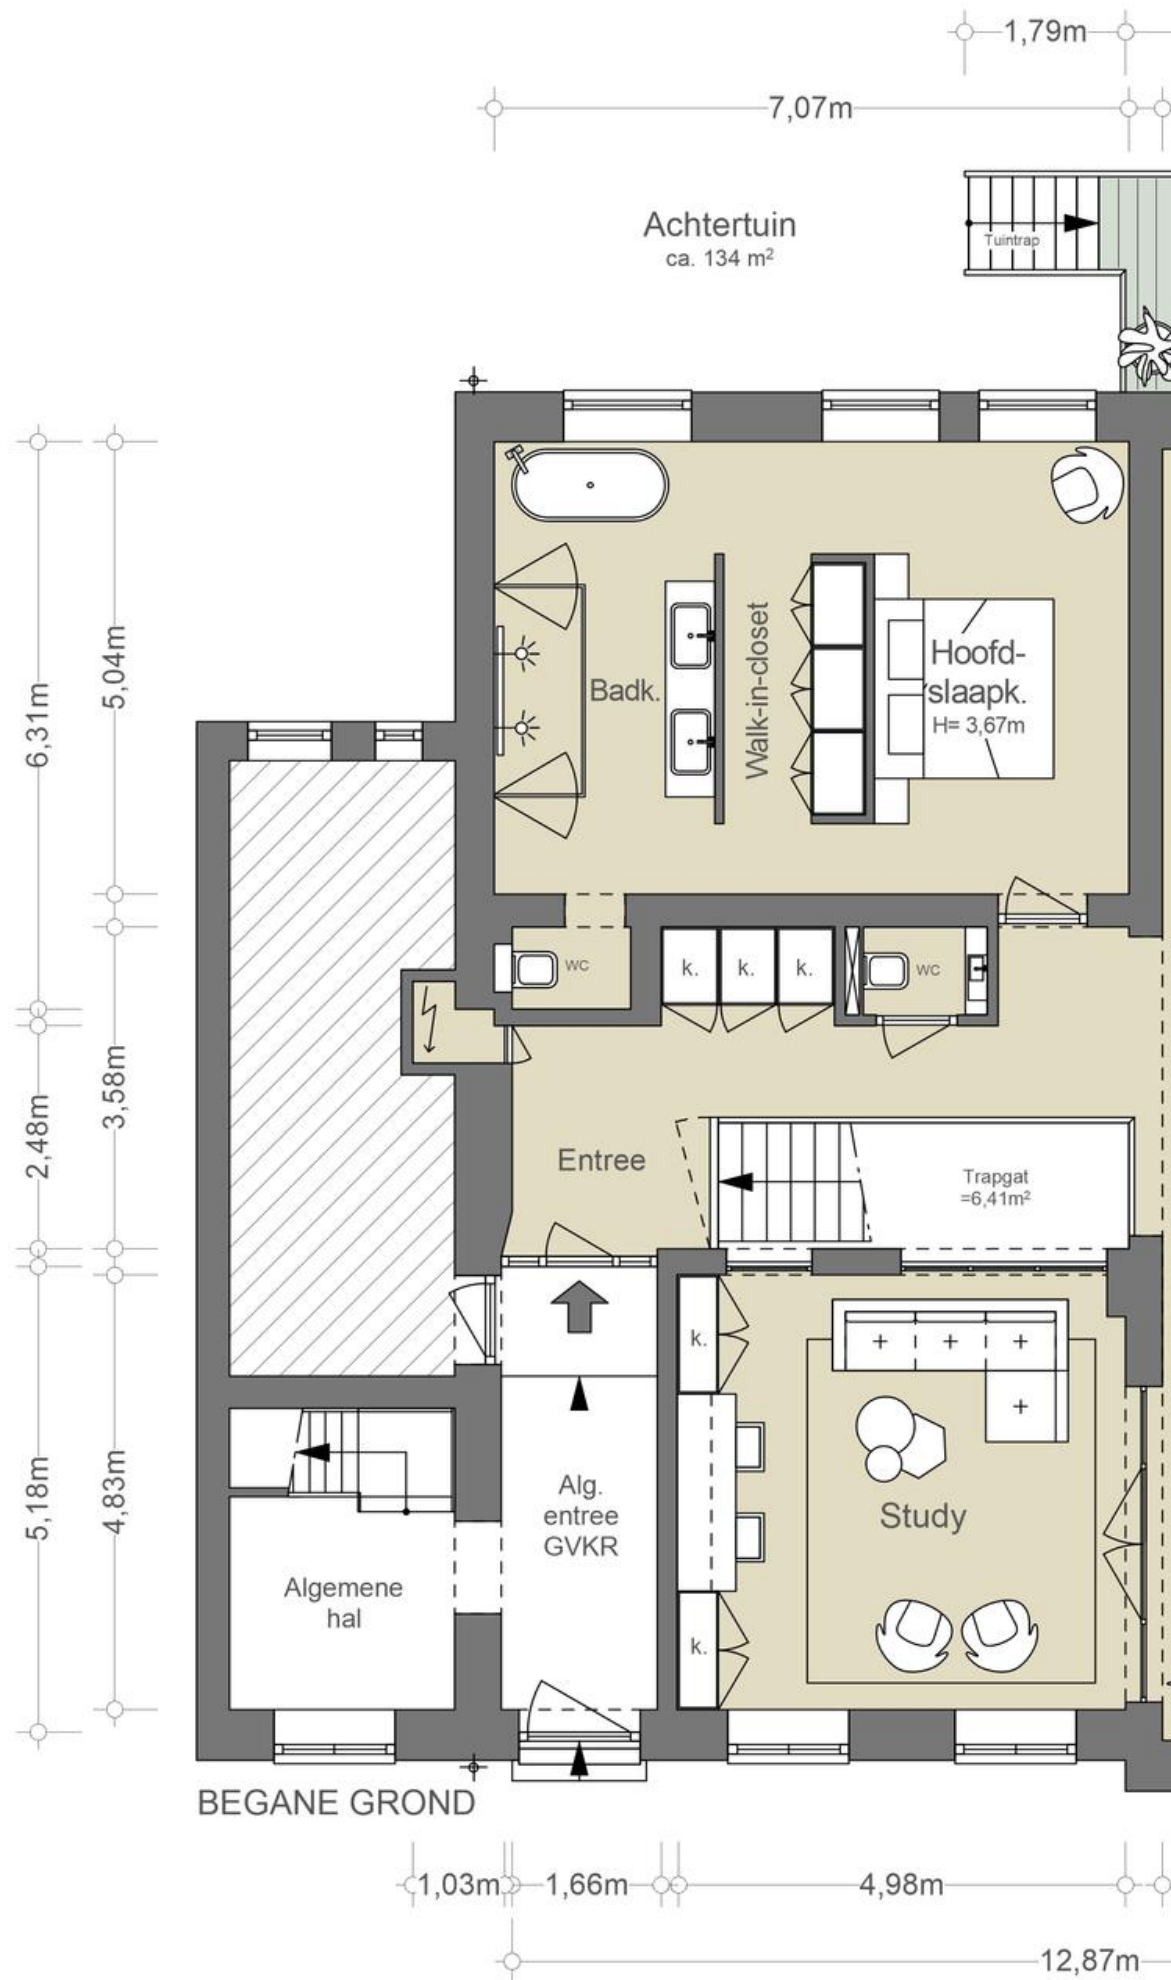 1,79m
7,07m
Achtertuin
ca. 134 m²
Tuintrap
5,04m
6,31m
Badk.
Walk-in-closet
Hoofd-
slaapk.
H= 3,67m
wc
k.
k.
k.
wc
3,58m
2,48m
Entree
Trapgat
=6,41m²
k.
5,18m
4,83m
Alg.
entree
GVKR
Study
Algemene
hal
k.
BEGANE GROND
1,03m
1,66m
4,98m
12,87m